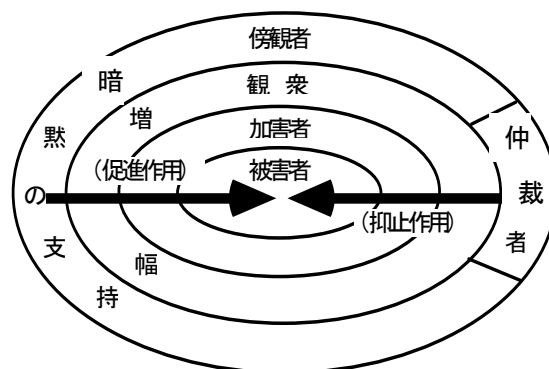 傍観者
観衆
加害者
被害者
暗黙の支持
増幅
(促進作用)
(抑止作用)
仲裁者